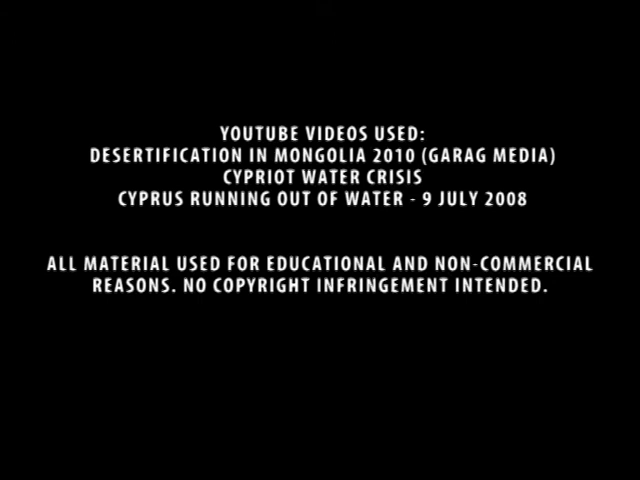 YOUTUBE VIDEOS USED:
DESERTIFICATION IN MONGOLIA 2010 (GARAG MEDIA)
CYPRIOT WATER CRISIS
CYPRUS RUNNING OUT OF WATER - 9 JULY 2008
ALL MATERIAL USED FOR EDUCATIONAL AND NON-COMMERCIAL
REASONS. NO COPYRIGHT INFRINGEMENT INTENDED.